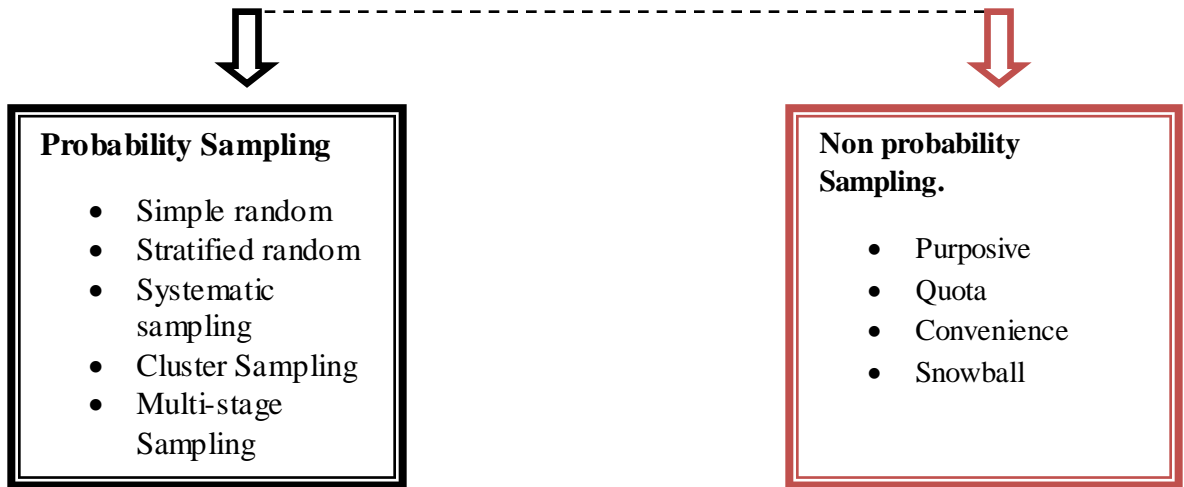 Probability Sampling
• Simple random
• Stratified random
• Systematic
sampling
• Cluster Sampling
• Multi-stage
Sampling
Non probability
Sampling.
• Purposive
• Quota
• Convenience
• Snowball